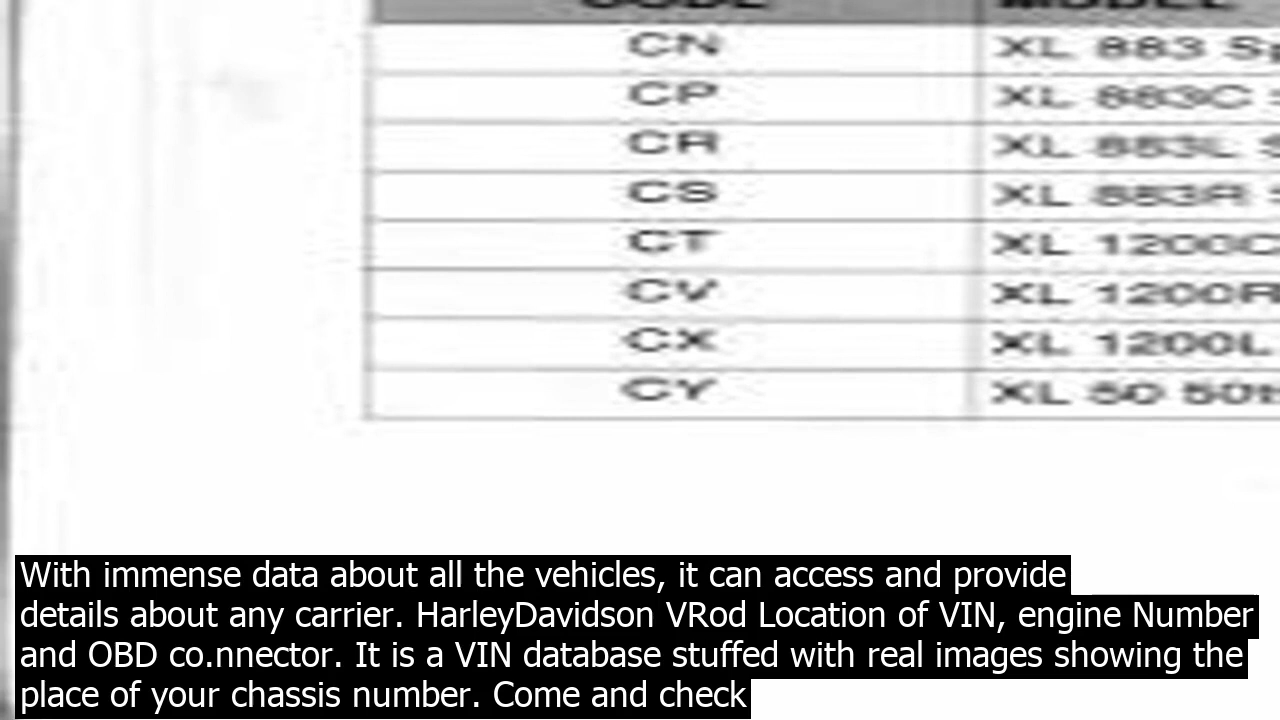 CODE MODEL
CN XL 883
CP XL 883C
CR XL 883L
CS XL 883R
CT XL 1200C
CV XL 1200R
CX XL 1200L
CY XL 50
With immense data about all the vehicles, it can access and provide
details about any carrier. HarleyDavidson VRod Location of VIN, engine Number
and OBD co.nnector. It is a VIN database stuffed with real images showing the
place of your chassis number. Come and check